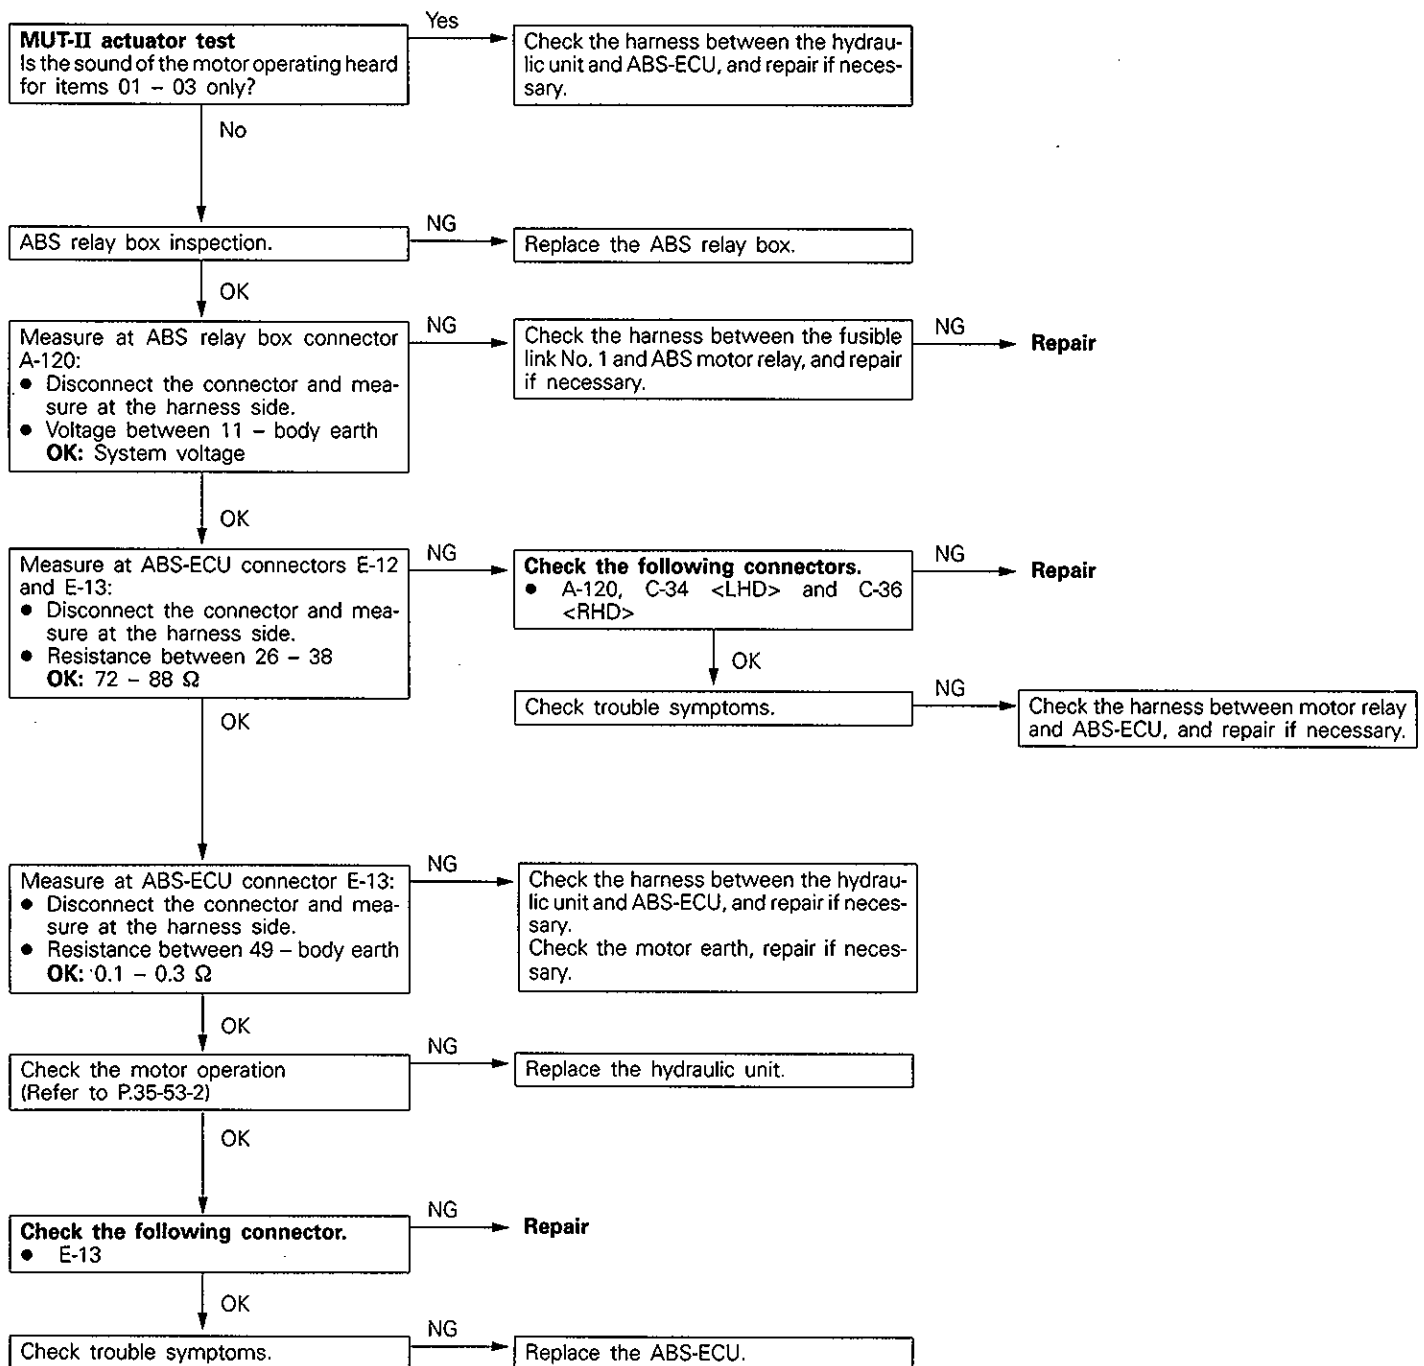 MUT-II actuator test
Is the sound of the motor operating heard
for items 01 – 03 only?
Yes
Check the harness between the hydrau-
lic unit and ABS-ECU, and repair if neces-
sary.
No
ABS relay box inspection.
NG
Replace the ABS relay box.
OK
Measure at ABS relay box connector
A-120:
● Disconnect the connector and mea-
sure at the harness side.
● Voltage between 11 – body earth
OK: System voltage
NG
Check the harness between the fusible
link No. 1 and ABS motor relay, and repair
if necessary.
NG
Repair
OK
Measure at ABS-ECU connectors E-12
and E-13:
● Disconnect the connector and mea-
sure at the harness side.
● Resistance between 26 – 38
OK: 72 – 88 Ω
NG
Check the following connectors.
● A-120, C-34 <LHD> and C-36
<RHD>
NG
Repair
OK
Check trouble symptoms.
NG
Check the harness between motor relay
and ABS-ECU, and repair if necessary.
OK
Measure at ABS-ECU connector E-13:
● Disconnect the connector and mea-
sure at the harness side.
● Resistance between 49 – body earth
OK: 0.1 – 0.3 Ω
NG
Check the harness between the hydrau-
lic unit and ABS-ECU, and repair if neces-
sary.
Check the motor earth, repair if neces-
sary.
OK
Check the motor operation
(Refer to P.35-53-2)
NG
Replace the hydraulic unit.
OK
Check the following connector.
● E-13
NG
Repair
OK
Check trouble symptoms.
NG
Replace the ABS-ECU.